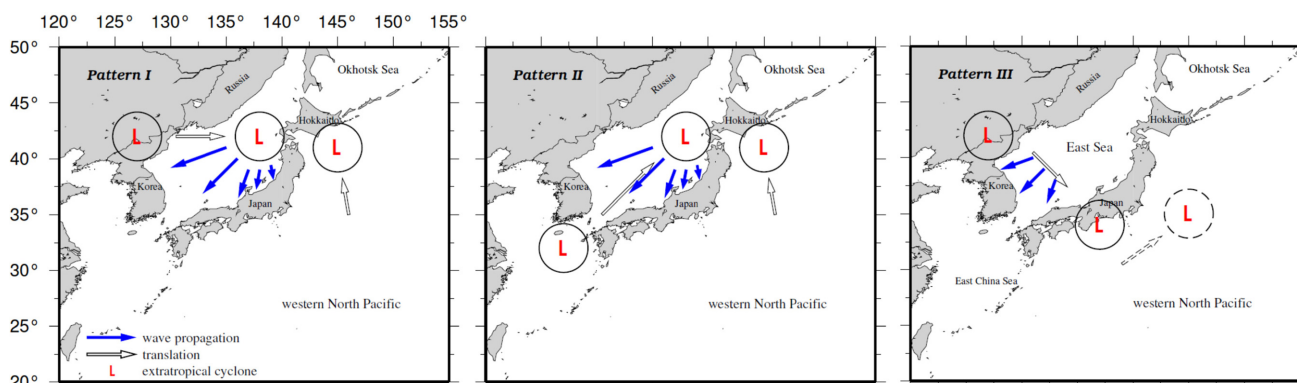 120° 125° 130° 135° 140° 145° 150° 155°
50°
45°
40°
35°
30°
25°
20°
Pattern I
Russia
Okhotsk Sea
Hokkaido
L
L
L
Korea
Japan
western North Pacific
wave propagation
translation
L extratropical cyclone
Pattern II
Russia
Okhotsk Sea
Hokkaido
L
L
Korea
Japan
L
western North Pacific
Pattern III
Russia
Okhotsk Sea
Hokkaido
L
East Sea
Korea
Japan
L
L
East China Sea
western North Pacific